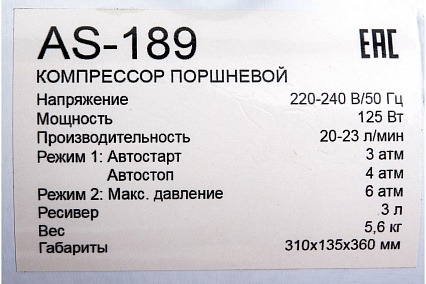 AS-189 EAC
КОМПРЕССОР ПОРШНЕВОЙ
Напряжение 220-240 В/50 Гц
Мощность 125 Вт
Производительность 20-23 л/мин
Режим 1: Автостарт 3 атм
Автостоп 4 атм
Режим 2: Макс. давление 6 атм
Ресивер 3 л
Вес 5,6 кг
Габариты 310x135x360 мм